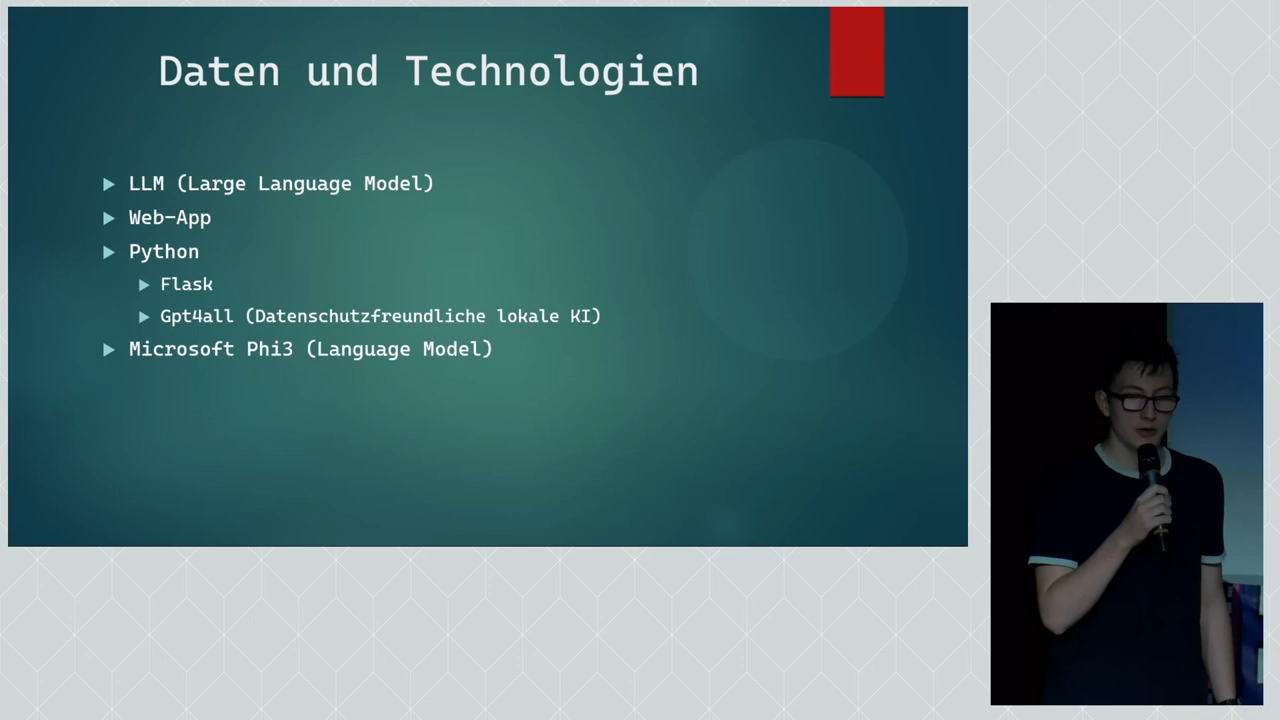 Daten und Technologien
LLM (Large Language Model)
Web-App
Python
Flask
Gpt4all (Datenschutzfreundliche lokale KI)
Microsoft Phi3 (Language Model)